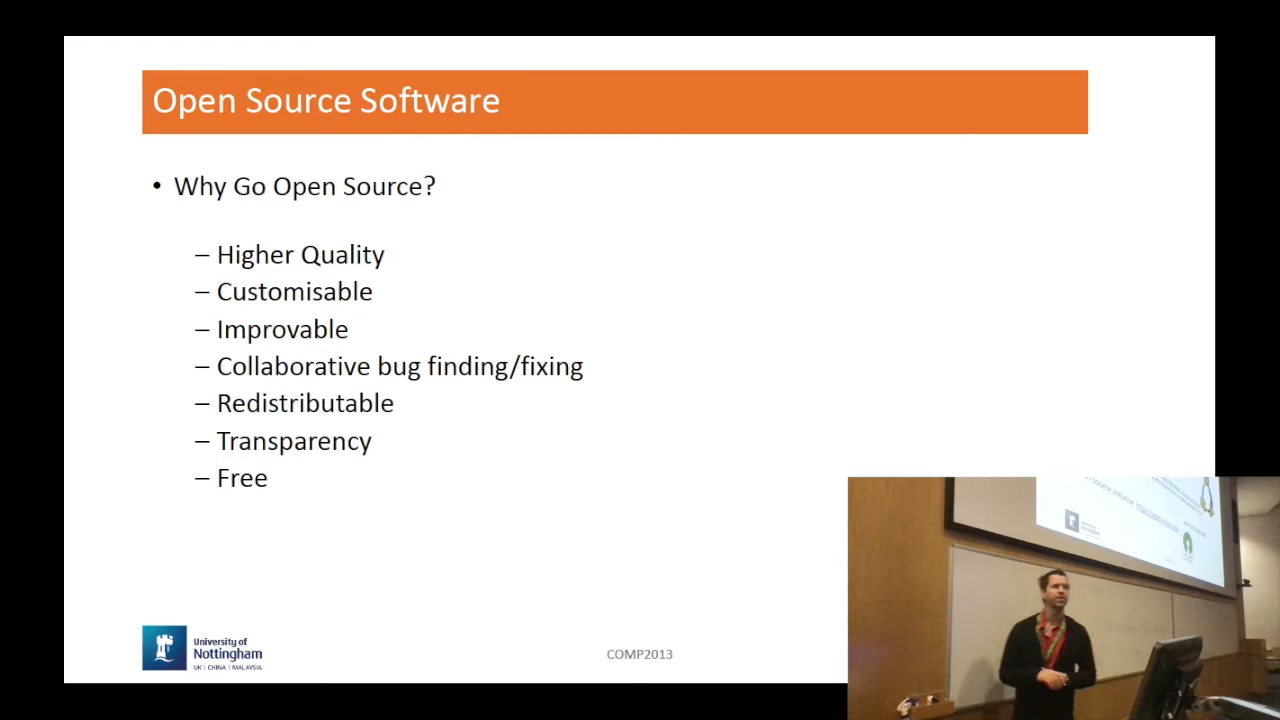 Open Source Software
• Why Go Open Source?
– Higher Quality
– Customisable
– Improvable
– Collaborative bug finding/fixing
– Redistributable
– Transparency
– Free
University of
Nottingham
UK | CHINA | MALAYSIA
COMP2013